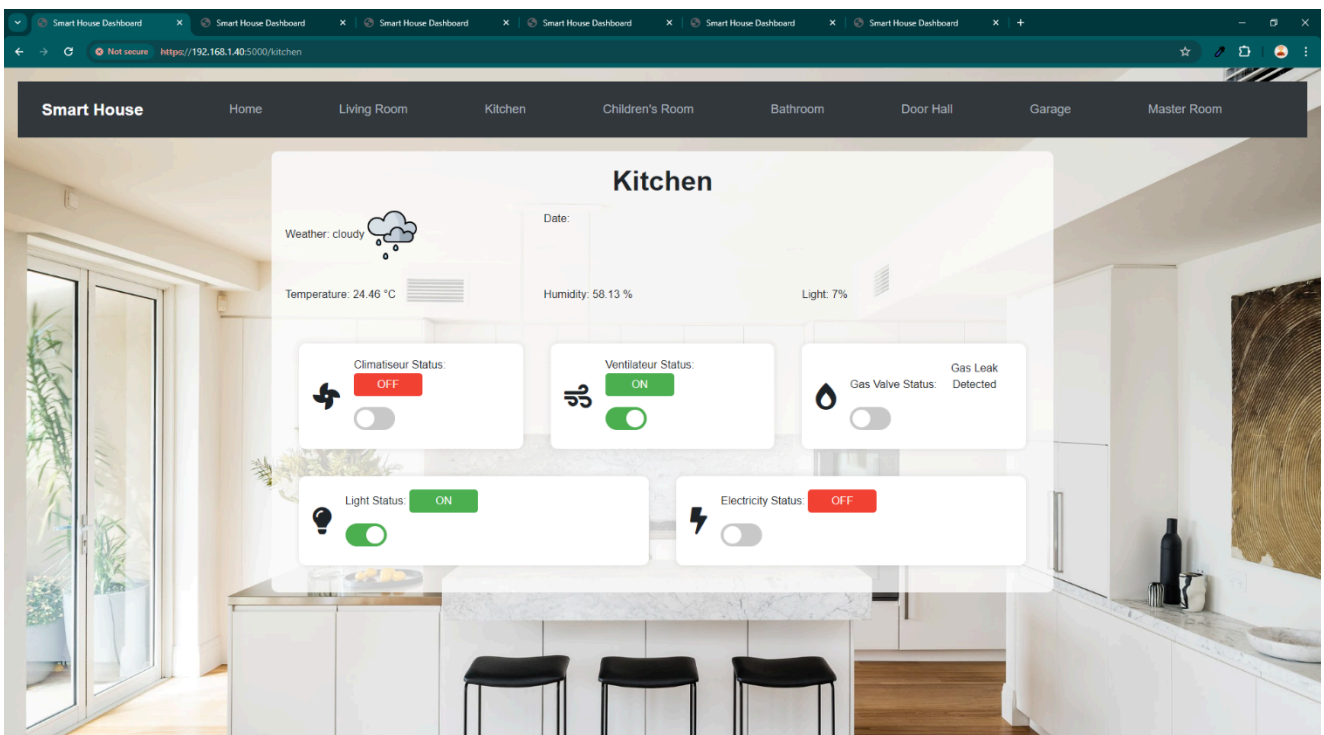 Smart House Dashboard
Smart House Dashboard
Smart House Dashboard
Smart House Dashboard
Smart House Dashboard
Smart House Dashboard
Not secure https://192.168.1.40:5000/kitchen
Smart House Home Living Room Kitchen Children's Room Bathroom Door Hall Garage Master Room
Kitchen
Weather: cloudy
Date:
Temperature: 24.46 °C
Humidity: 58.13 %
Light: 7%
Climatiseur Status:
OFF
Ventilateur Status:
ON
Gas Valve Status:
Gas Leak
Detected
Light Status: ON
Electricity Status: OFF